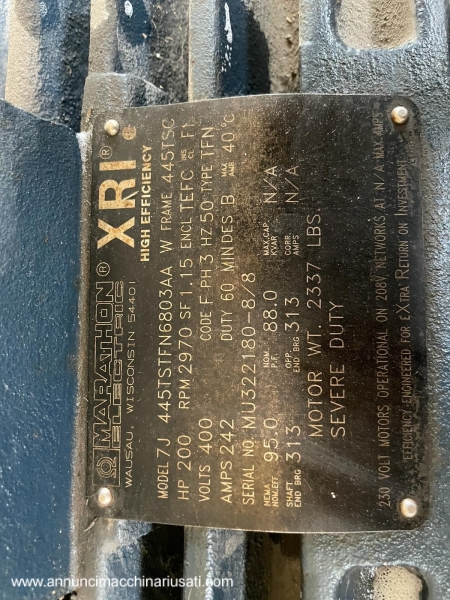 MARATHON®
ELECTRIC
WAUSAU, WISCONSIN 54401
XRI®
HIGH EFFICIENCY
MODEL 7J 445TSTFN6803AA W FRAME 445TSC
HP 200 RPM 2970 SF 1.15 ENCL TEFC INS CL F1
VOLTS 400 CODE F PH 3 HZ 50 TYPE TFN
AMPS 242 DUTY 60 MIN DES B MAX. AMB 40°C
SERIAL NO. MU322180-8/8
NEMA NOM.EFF 95.0 NOM. P.F. 88.0 MAX.CAP KVAR N/A
SHAFT END BRG 313 OPP END BRG 313 CORR. AMPS N/A
MOTOR WT. 2337 LBS.
SEVERE DUTY
230 VOLT MOTORS OPERATIONAL ON 208V NETWORKS AT N/A MAX. AMPS
EFFICIENCY ENGINEERED FOR EXTRA RETURN ON INVESTMENT
www.annuncimacchinariusati.com